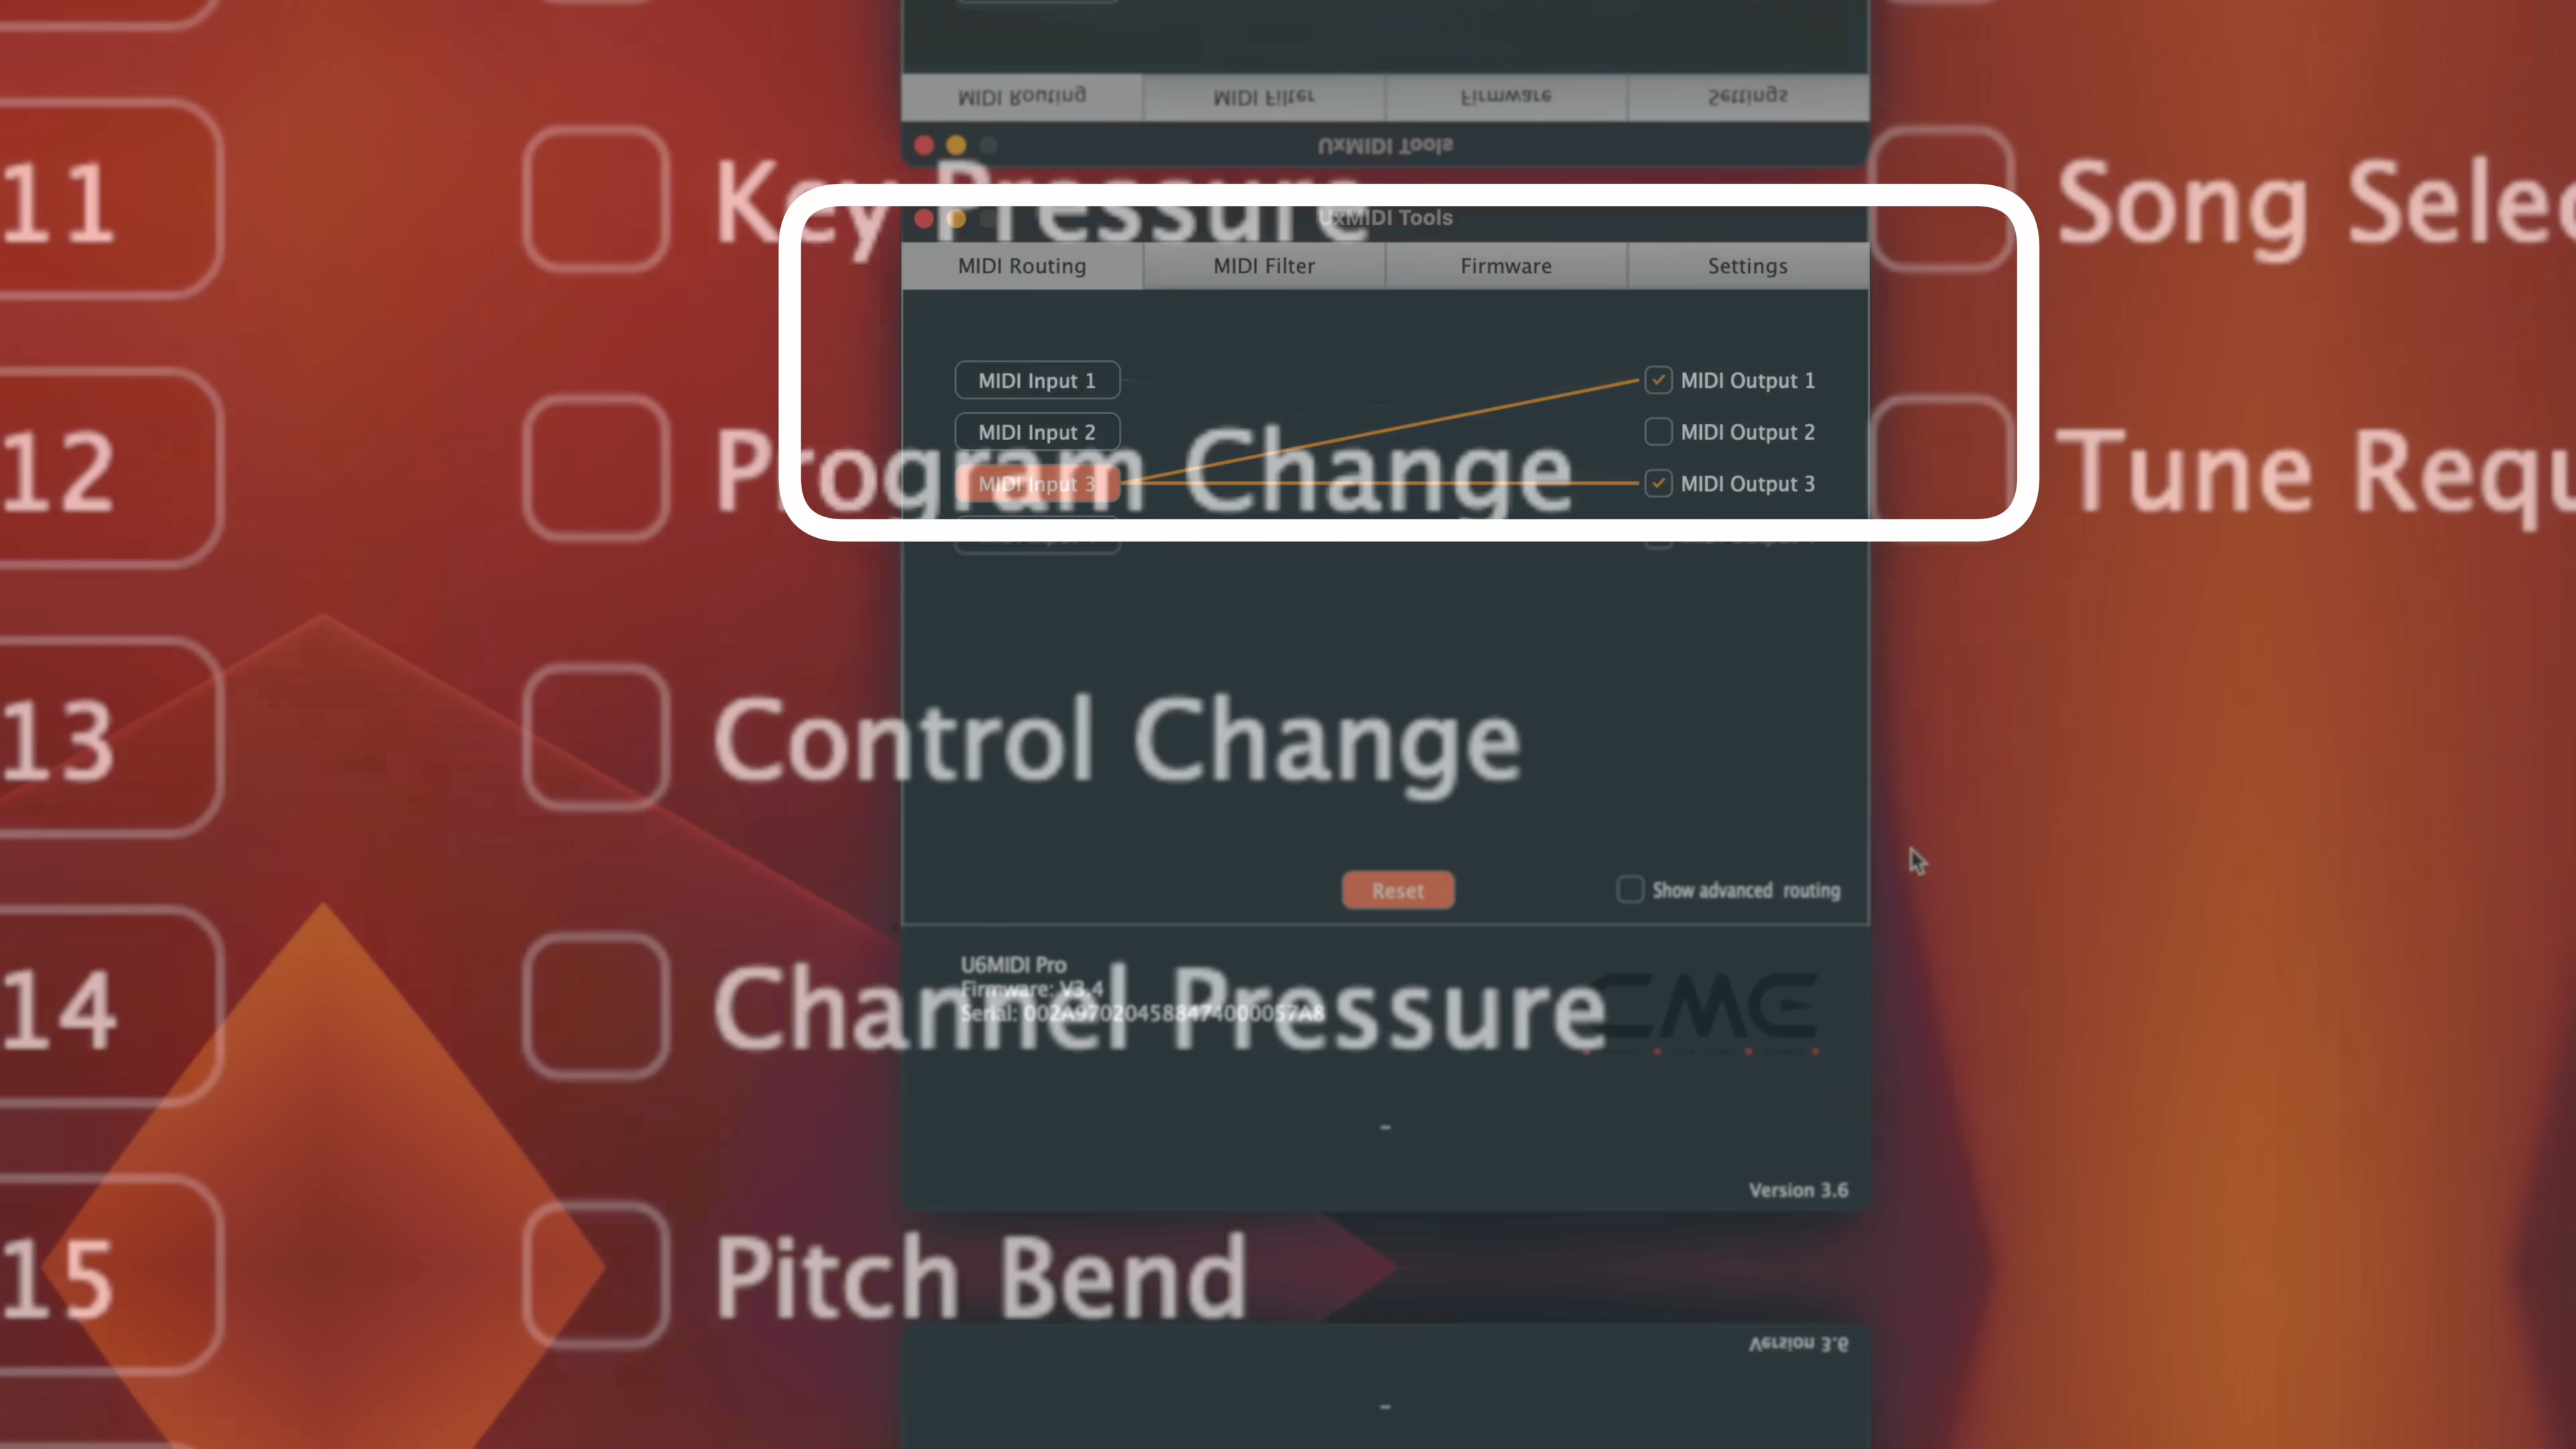 MIDI Routing MIDI Filter Firmware Settings
UxMIDI Tools
11 Key Pressure Song Selec
UxMIDI Tools
MIDI Routing MIDI Filter Firmware Settings
MIDI Input 1 MIDI Output 1
MIDI Input 2 MIDI Output 2
12 Program Change Tune Requ
MIDI Input 3 MIDI Output 3
13 Control Change
Reset Show advanced routing
U6MIDI Pro
Firmware: V3.4
14 Channel Pressure
CME
Version 3.6
15 Pitch Bend
Version 3.6